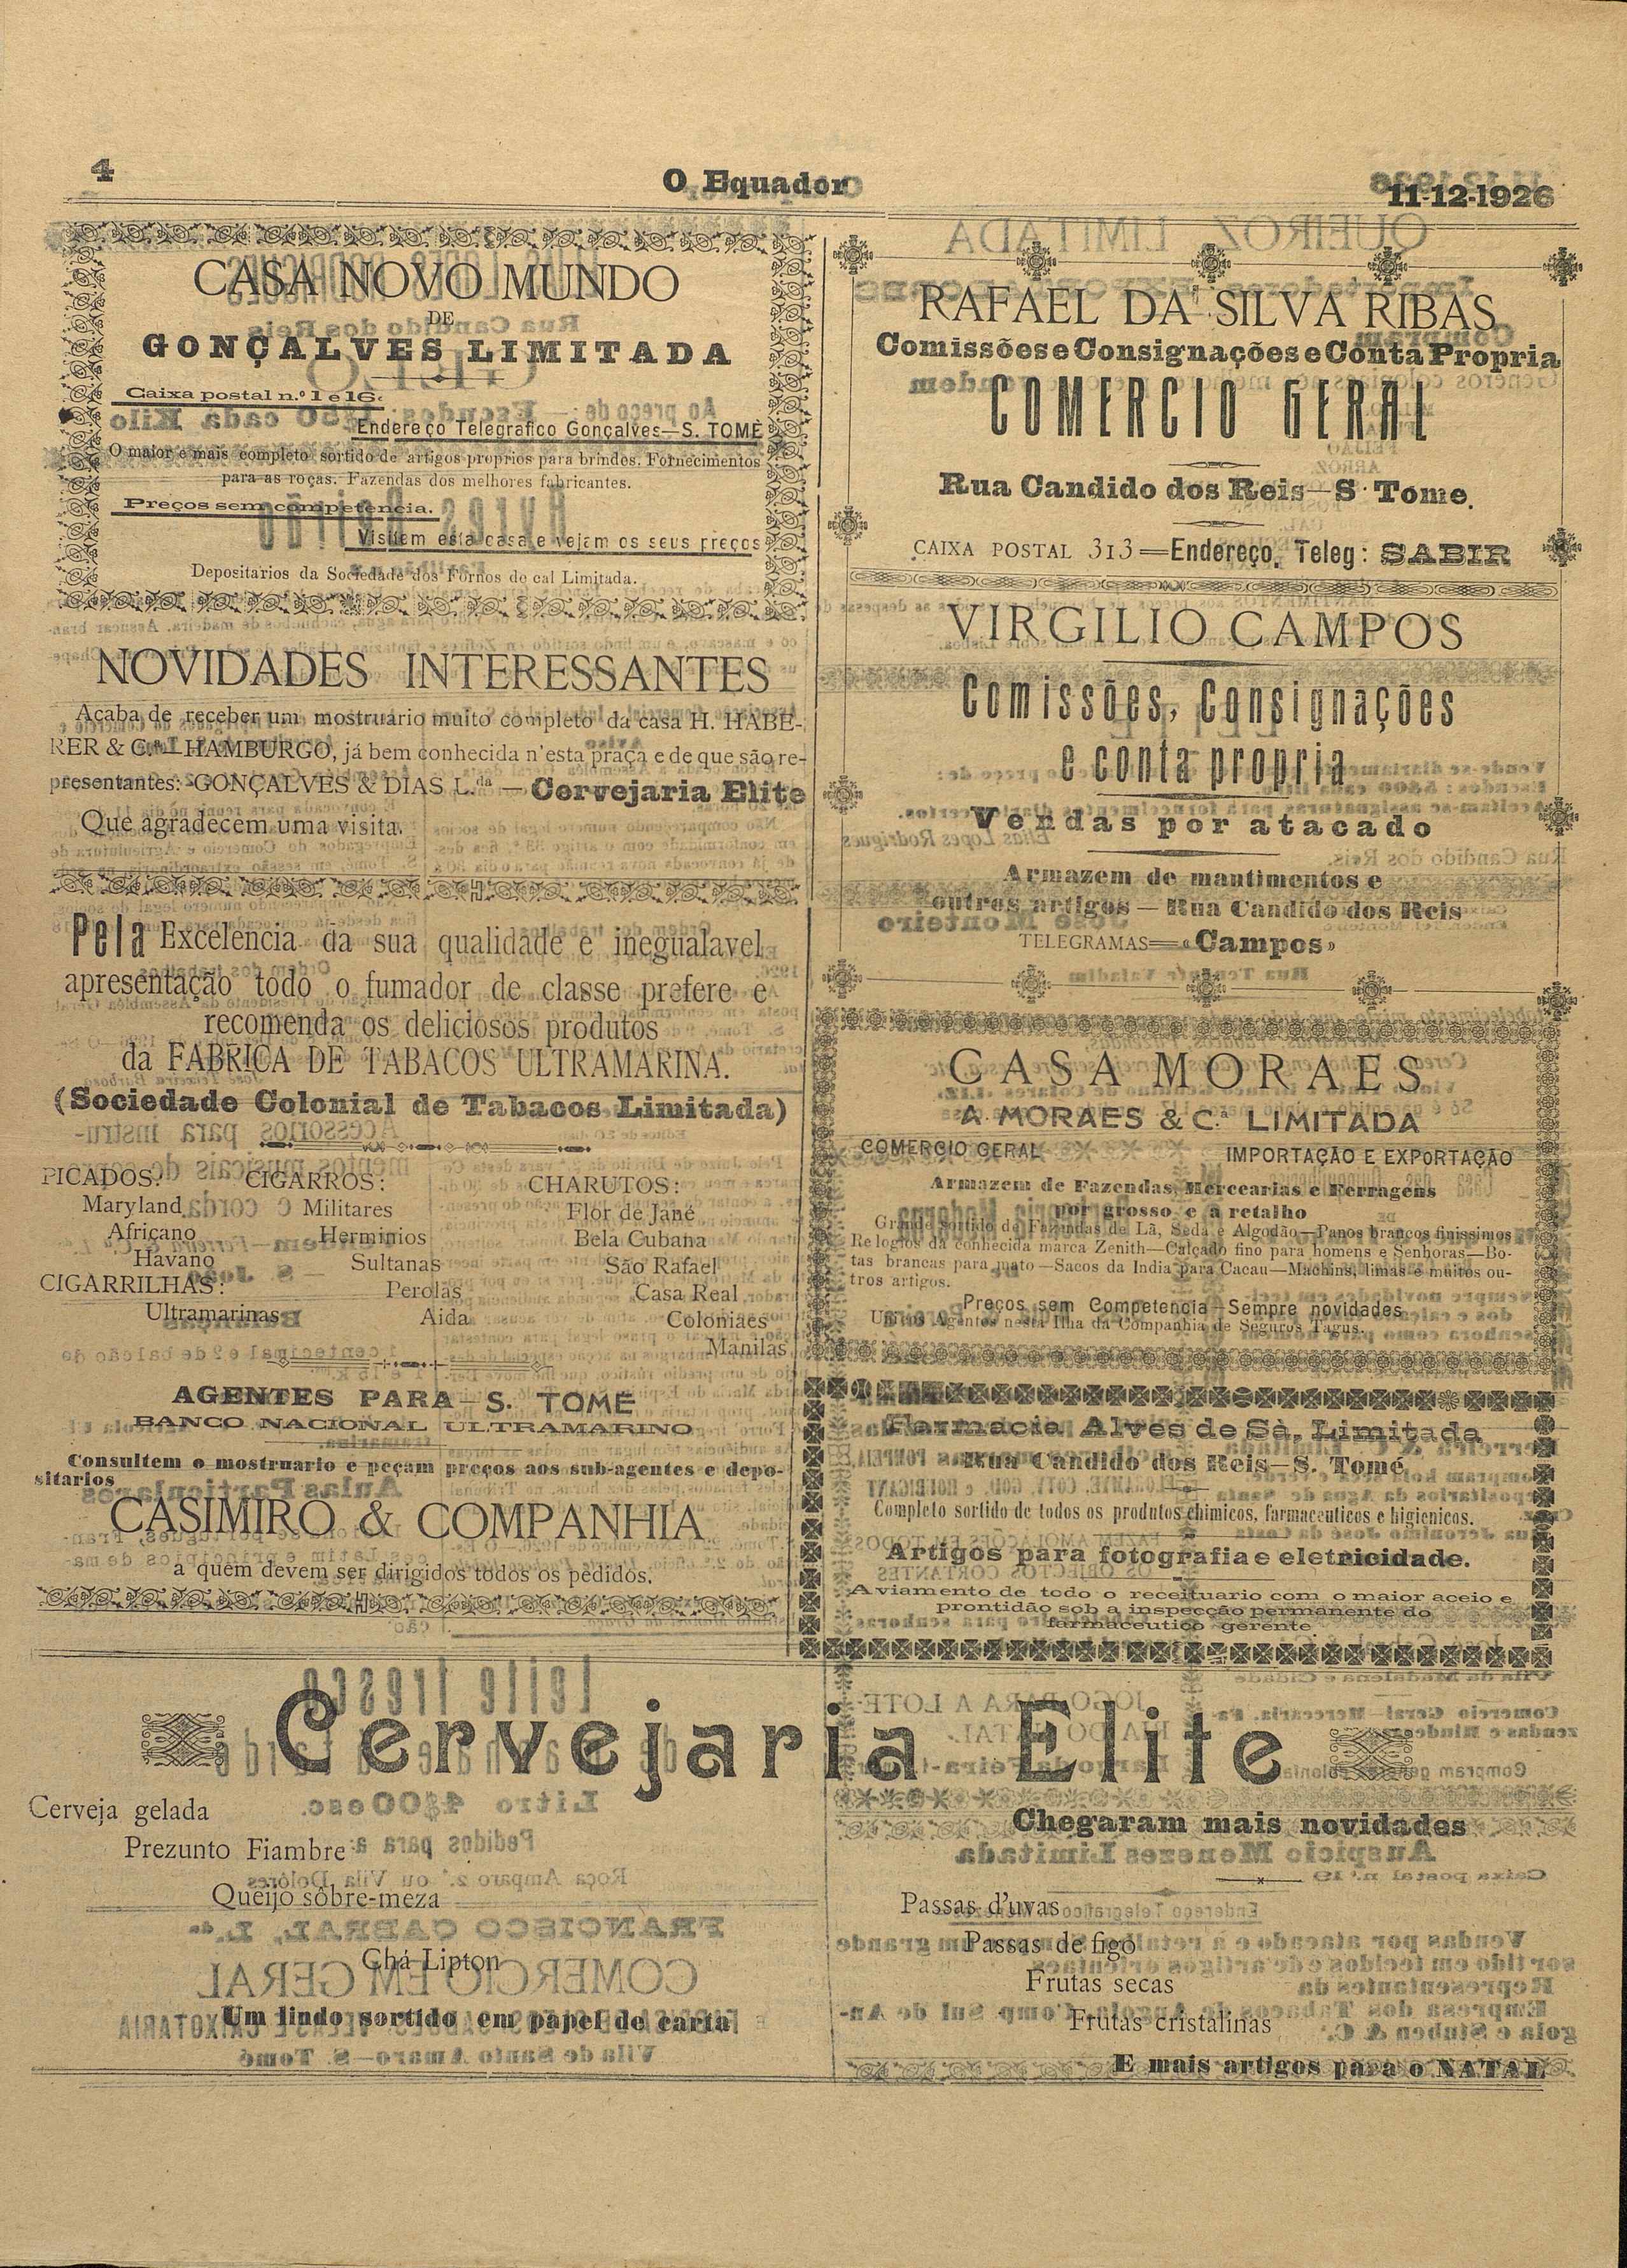 4
O Equador
11-12-1926
CASA NOVO MUNDO
DE
GONÇALVES LIMITADA
Caixa postal n.º 1 e 16.
Endereço Telegrafico Gonçalves—S. TOMÈ
O maior e mais completo sortido de artigos proprios para brindes. Fornecimentos
para as roças. Fazendas dos melhores fabricantes.
Preços sem competencia.
Visitem esta casa e vejam os seus preços
Depositarios da Sociedade dos Fornos de cal Limitada.
NOVIDADES INTERESSANTES
Acaba de receber um mostruario muito completo da casa H. HABE-
RER & C.ª—HAMBURGO, já bem conhecida n'esta praça e de que são re-
presentantes: GONÇALVES & DIAS L.da — Cervejaria Elite
Que agradecem uma visita.
Pela Excelencia da sua qualidade e inegualavel
apresentação todo o fumador de classe prefere e
recomenda os deliciosos produtos
da FABRICA DE TABACOS ULTRAMARINA.
(Sociedade Colonial de Tabacos Limitada)
PICADOS:
Maryland
Africano
Havano
CIGARRILHAS:
Ultramarinas
CIGARROS:
Militares
Herminios
Sultanas
Perolas
Aida
CHARUTOS:
Flor de Jané
Bela Cubana
São Rafael
Casa Real
Coloniaes
Manilas
AGENTES PARA S. TOMÉ
BANCO NACIONAL ULTRAMARINO
Consultem o mostruario e peçam preços aos sub-agentes e depo-
sitarios
CASIMIRO & COMPANHIA
a quem devem ser dirigidos todos os pedidos.
RAFAEL DA SILVA RIBAS
Comissões e Consignações e Conta Propria
COMERCIO GERAL
Rua Candido dos Reis—S. Tome.
CAIXA POSTAL 313—Endereço. Teleg: SABIR
VIRGILIO CAMPOS
Comissões, Consignações
e conta propria
Vendas por atacado
Armazem de mantimentos e
outros artigos — Rua Candido dos Reis
TELEGRAMAS—«Campos»
CASA MORAES
A. MORAES & C.ª LIMITADA
COMERCIO GERAL
IMPORTAÇÃO E EXPORTAÇÃO
Armazem de Fazendas, Mercearias e Ferragens
por grosso e a retalho
Grande sortido de Fazendas de Lã, Seda e Algodão—Panos brancos finissimos
Relogios da conhecida marca Zenith—Calçado fino para homens e Senhoras—Bo-
tas brancas para mato—Sacos da India para Cacau—Machins, limas e muitos ou-
tros artigos.
Preços sem Competencia—Sempre novidades
Unicos Agentos nesta Ilha da Companhia de Seguros Tagus.
Farmacia Alves de Sà, Limitada
Rua Candido dos Reis—S. Tomé
Completo sortido de todos os produtos chimicos, farmaceuticos e higienicos.
Artigos para fotografia e eletricidade.
Aviamento de todo o receituario com o maior aceio e
prontidão sob a inspecção permanente do
farmaceutico gerente
Cervejaria Elite
Cerveja gelada
Prezunto Fiambre
Queijo sôbre-meza
Chá Lipton
Um lindo sortido em papel de carta
Chegaram mais novidades
Passas d'uvas
Passas de figo
Frutas secas
Frutas cristalinas
E mais artigos para o NATAL